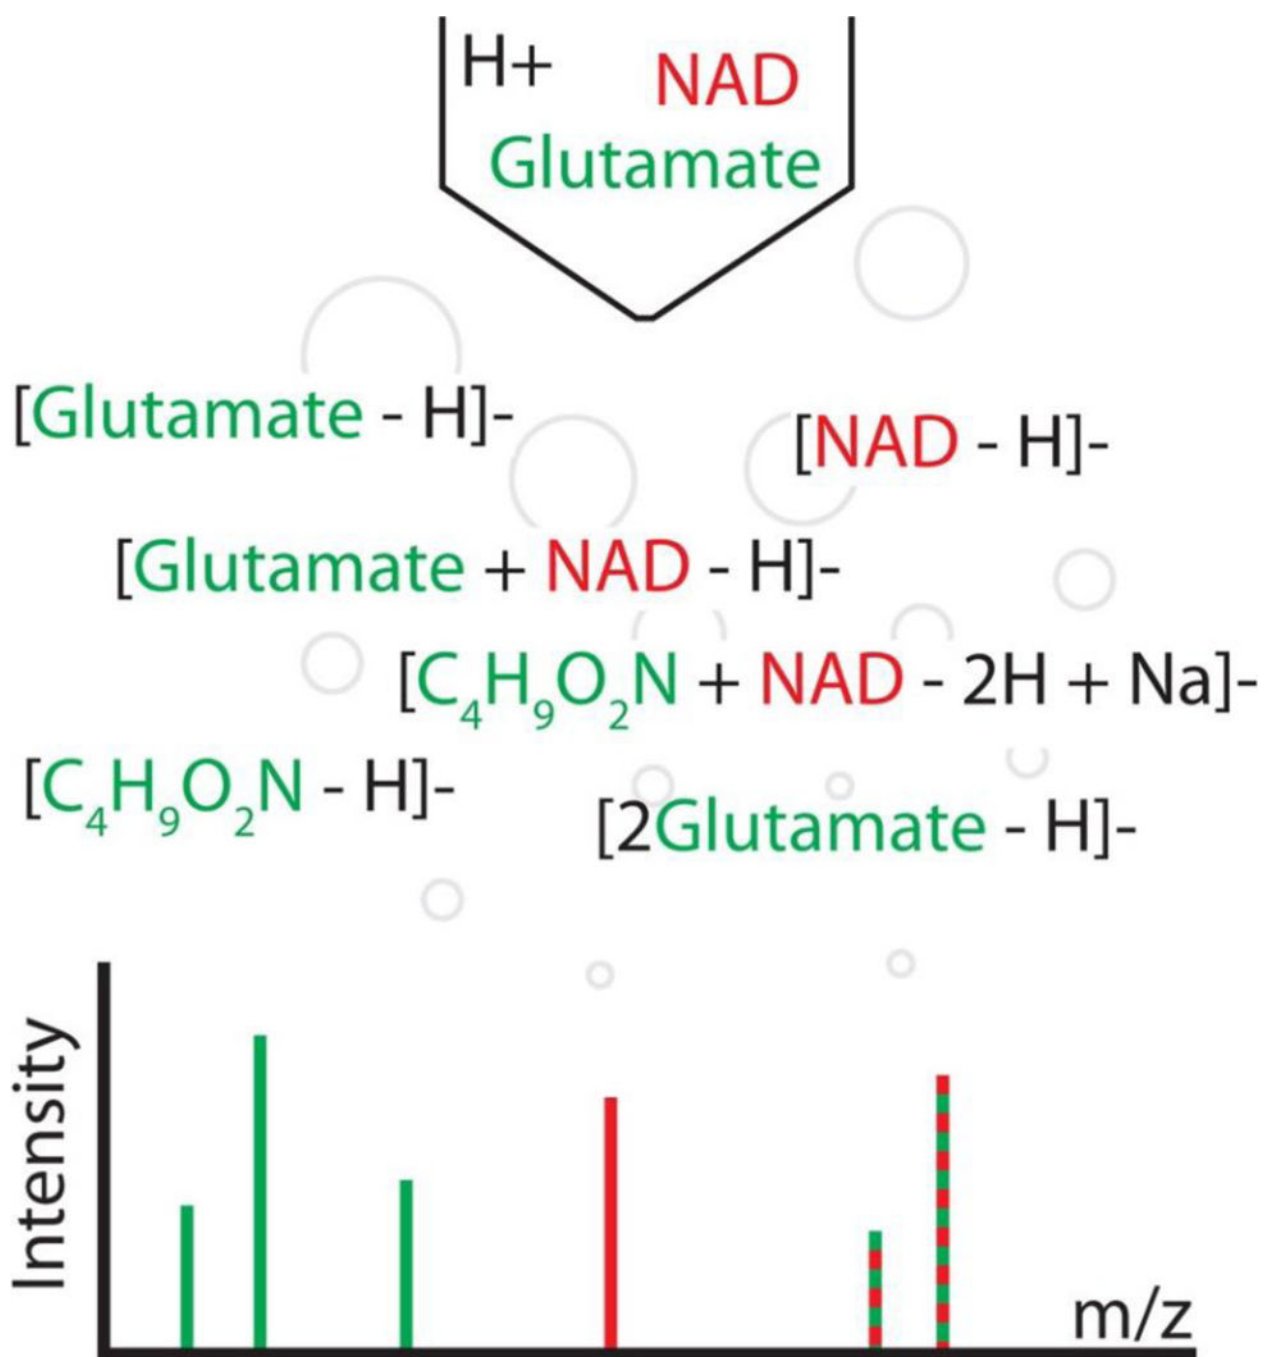 H+ NAD
Glutamate
[Glutamate - H]-
[NAD - H]-
[Glutamate + NAD - H]-
[C₄H₉O₂N + NAD - 2H + Na]-
[C₄H₉O₂N - H]-
[2Glutamate - H]-
Intensity
m/z